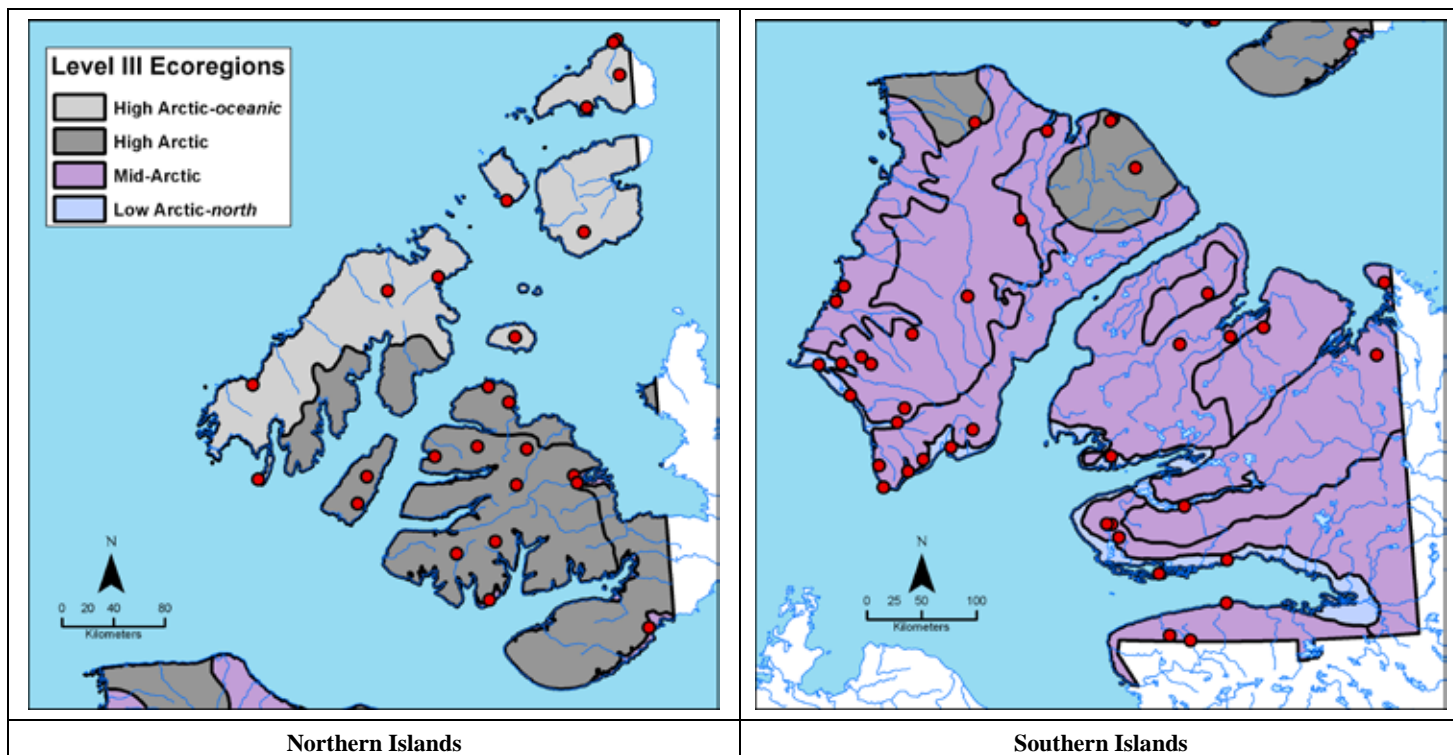 Level III Ecoregions
High Arctic-oceanic
High Arctic
Mid-Arctic
Low Arctic-north
N
0 20 40 80
Kilometers
Northern Islands
N
0 25 50 100
Kilometers
Southern Islands